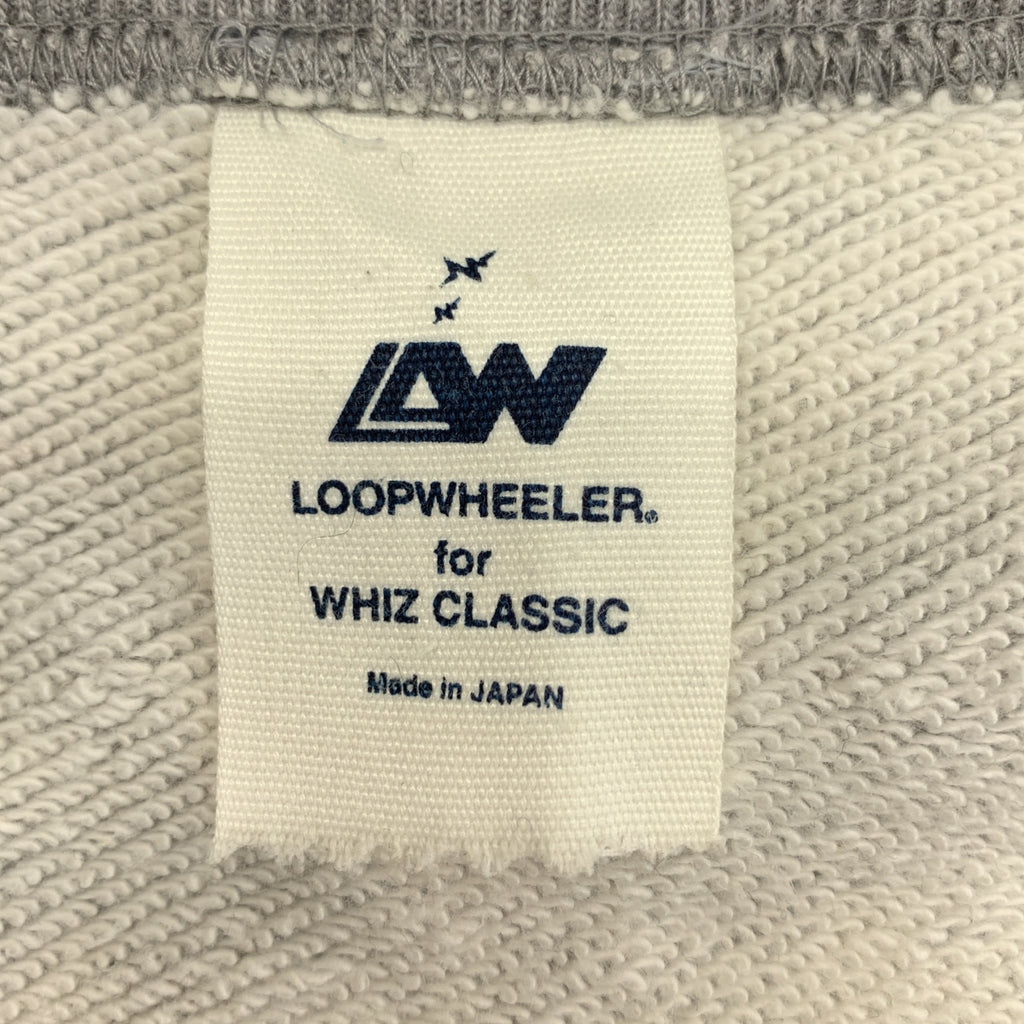 LW
LOOPWHEELER®
for
WHIZ CLASSIC
Made in JAPAN